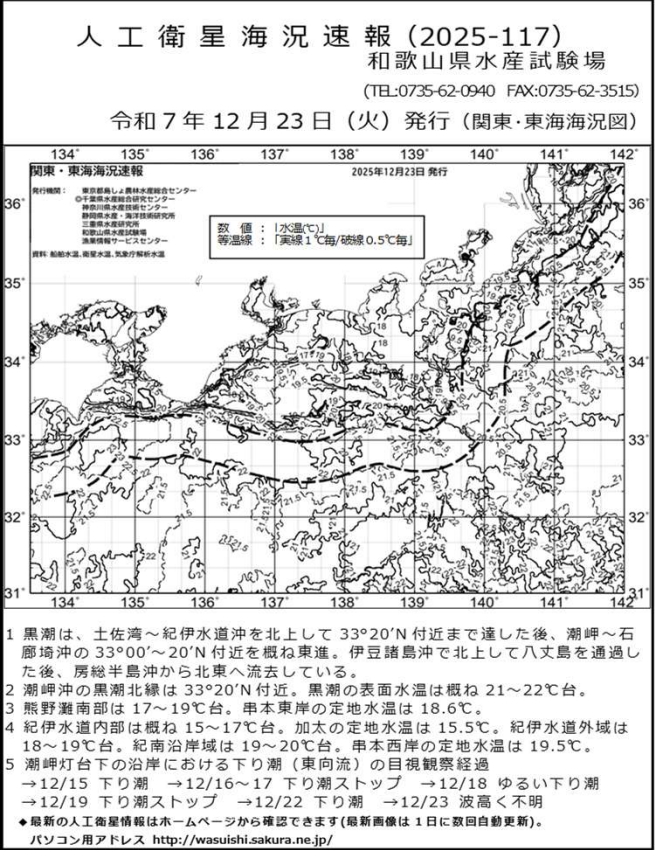 人工衛星海況速報(2025-117)
和歌山県水産試験場
(TEL:0735-62-0940 FAX:0735-62-3515)
令和7年12月23日(火)発行(関東・東海海況図)
134° 135° 136° 137° 138° 139° 140° 141° 142°
関東・東海海況速報
2025年12月23日 発行
発行機関: 東京都島しょ農林水産総合センター
◎千葉県水産総合研究センター
神奈川県水産技術センター
静岡県水産・海洋技術研究所
三重県水産研究所
和歌山県水産試験場
漁業情報サービスセンター
資料: 船舶水温、衛星水温、気象庁解析水温
数 値:「水温(℃)」
等温線:「実線1℃毎/破線0.5℃毎」
36° 36°
35° 35°
34° 34°
33° 33°
32° 32°
31° 31°
134° 135° 136° 137° 138° 139° 140° 141° 142°
1 黒潮は、土佐湾~紀伊水道沖を北上して33°20′N付近まで達した後、潮岬~石
廊埼沖の33°00′~20′N付近を概ね東進。伊豆諸島沖で北上して八丈島を通過し
た後、房総半島沖から北東へ流去している。
2 潮岬沖の黒潮北縁は33°20′N付近。黒潮の表面水温は概ね21~22℃台。
3 熊野灘南部は17~19℃台。串本東岸の定地水温は18.6℃。
4 紀伊水道内部は概ね15~17℃台。加太の定地水温は15.5℃。紀伊水道外域は
18~19℃台。紀南沿岸域は19~20℃台。串本西岸の定地水温は19.5℃。
5 潮岬灯台下の沿岸における下り潮(東向流)の目視観察経過
→12/15 下り潮 →12/16~17 下り潮ストップ →12/18 ゆるい下り潮
→12/19 下り潮ストップ →12/22 下り潮 →12/23 波高く不明
◆最新の人工衛星情報はホームページから確認できます(最新画像は1日に数回自動更新)。
パソコン用アドレス http://wasuishi.sakura.ne.jp/